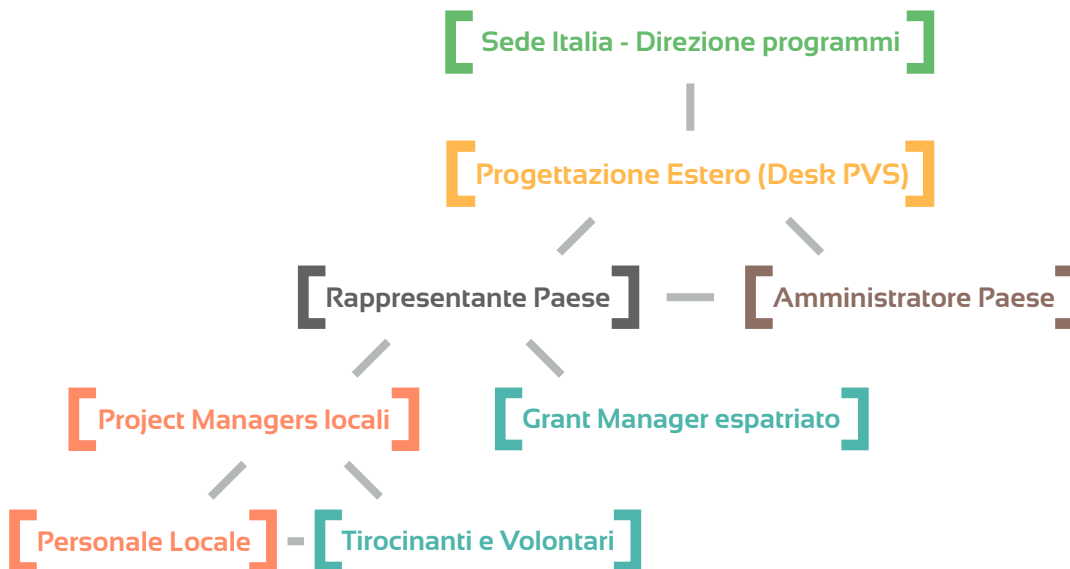 Sede Italia - Direzione programmi
Progettazione Estero (Desk PVS)
Rappresentante Paese
Amministratore Paese
Project Managers locali
Grant Manager espatriato
Personale Locale
Tirocinanti e Volontari